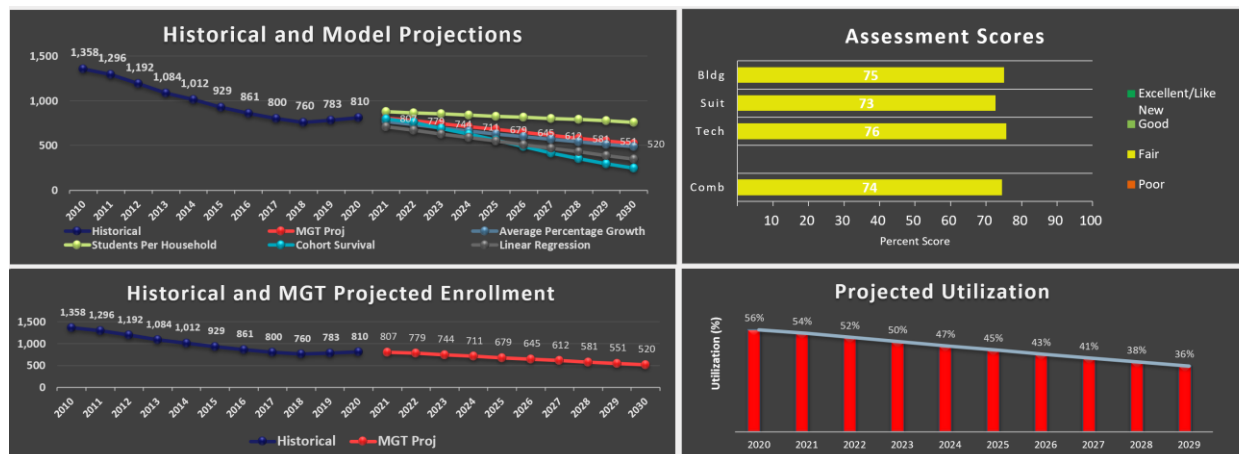 Historical and Model Projections
1,358 1,296 1,192 1,084 1,012 929 861 800 760 783 810
807 779 744 711 679 645 612 581 551 520
1,500
1,000
500
0
2010 2011 2012 2013 2014 2015 2016 2017 2018 2019 2020 2021 2022 2023 2024 2025 2026 2027 2028 2029 2030
Historical MGT Proj Average Percentage Growth
Students Per Household Cohort Survival Linear Regression
Assessment Scores
Bldg 75
Suit 73
Tech 76
Comb 74
10 20 30 40 50 60 70 80 90 100
Percent Score
Excellent/Like
New
Good
Fair
Poor
Historical and MGT Projected Enrollment
1,358 1,296 1,192 1,084 1,012 929 861 800 760 783 810 807 779 744 711 679 645 612 581 551 520
1,500
1,000
500
0
2010 2011 2012 2013 2014 2015 2016 2017 2018 2019 2020 2021 2022 2023 2024 2025 2026 2027 2028 2029 2030
Historical MGT Proj
Projected Utilization
Utilization (%)
56% 54% 52% 50% 47% 45% 43% 41% 38% 36%
2020 2021 2022 2023 2024 2025 2026 2027 2028 2029